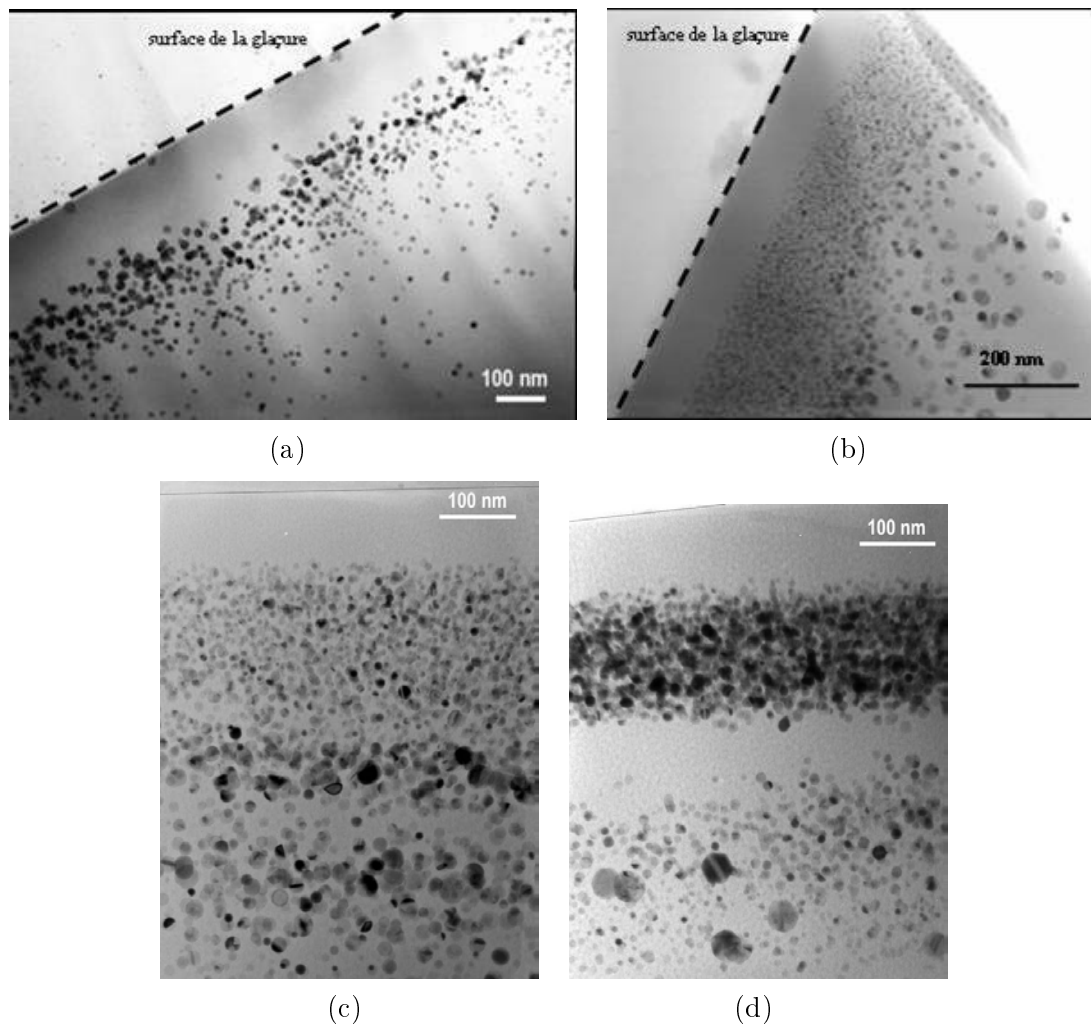 surface de la glaçure
100 nm
(a)
surface de la glaçure
200 nm
(b)
100 nm
(c)
100 nm
(d)